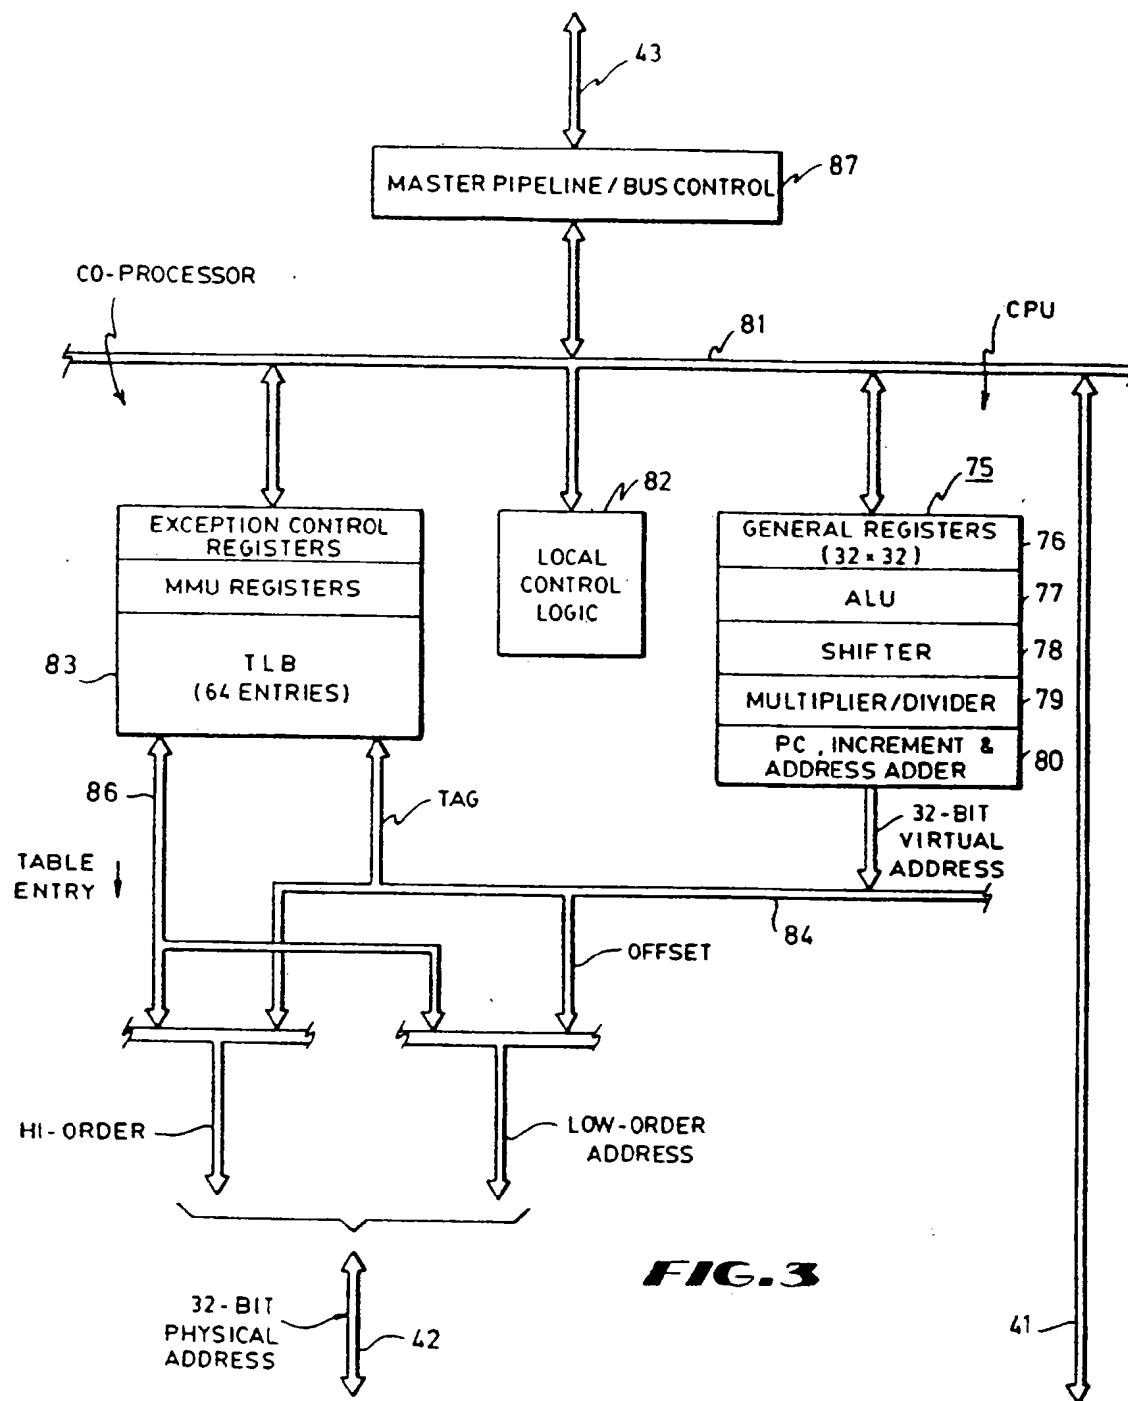 43
MASTER PIPELINE / BUS CONTROL
87
CO-PROCESSOR
81
CPU
75
82
EXCEPTION CONTROL
REGISTERS
MMU REGISTERS
83
TLB
(64 ENTRIES)
LOCAL
CONTROL
LOGIC
GENERAL REGISTERS
(32 × 32)
76
ALU
77
SHIFTER
78
MULTIPLIER/DIVIDER
79
PC, INCREMENT &
ADDRESS ADDER
80
86
TAG
32-BIT
VIRTUAL
ADDRESS
TABLE
ENTRY
84
OFFSET
HI-ORDER
LOW-ORDER
ADDRESS
FIG.3
32-BIT
PHYSICAL
ADDRESS
42
41